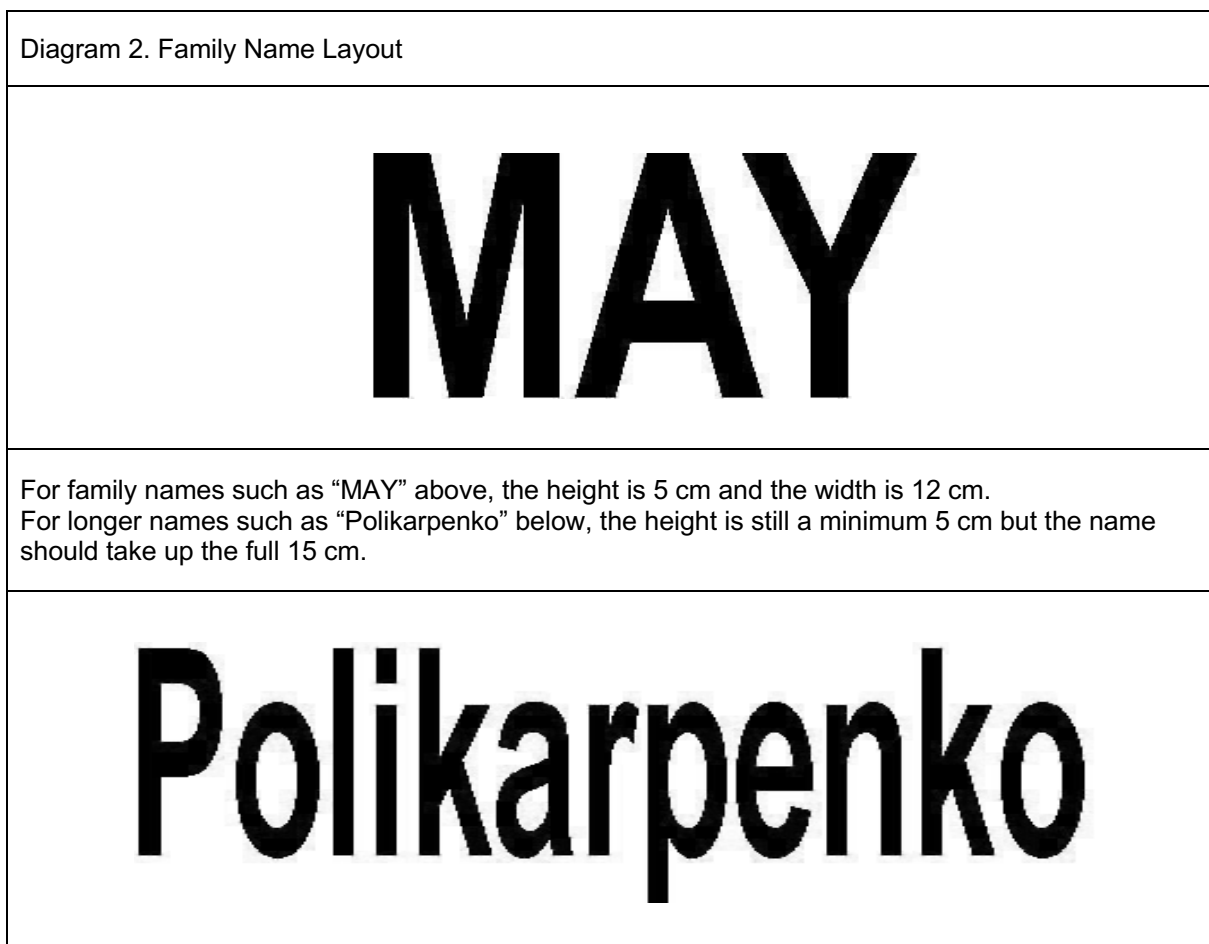 Diagram 2. Family Name Layout
MAY
For family names such as “MAY” above, the height is 5 cm and the width is 12 cm.
For longer names such as “Polikarpenko” below, the height is still a minimum 5 cm but the name
should take up the full 15 cm.
Polikarpenko